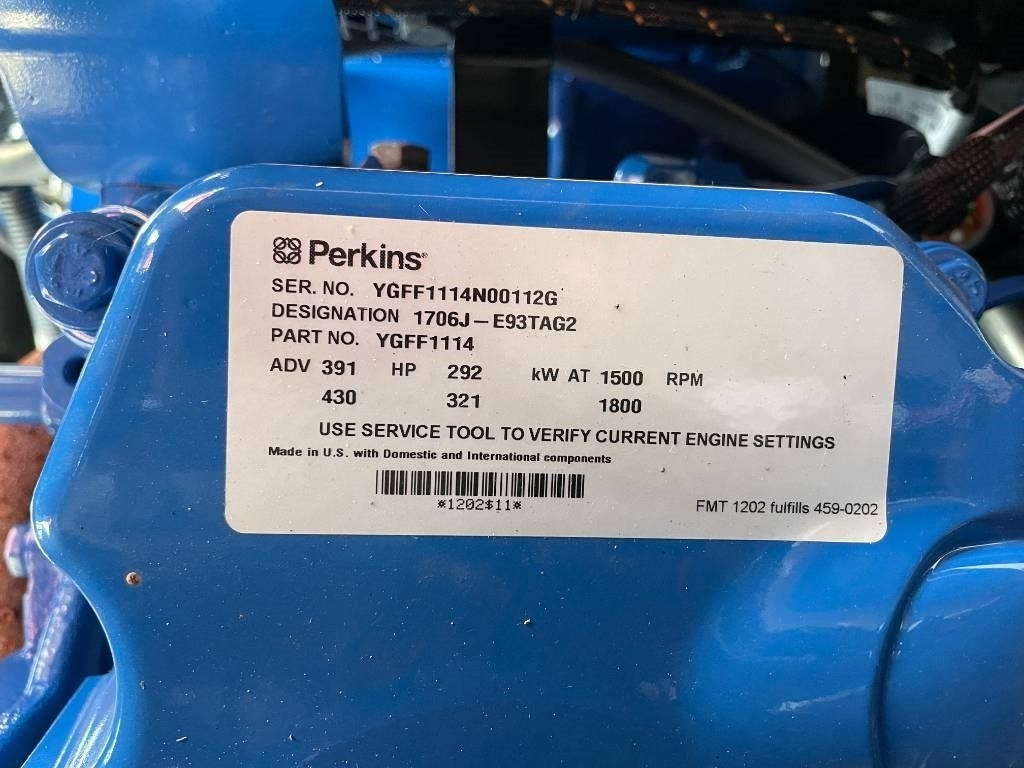 Perkins®
SER. NO. YGFF1114N00112G
DESIGNATION 1706J-E93TAG2
PART NO. YGFF1114
ADV 391 HP 292 kW AT 1500 RPM
430 321 1800
USE SERVICE TOOL TO VERIFY CURRENT ENGINE SETTINGS
Made in U.S. with Domestic and International components
*1202$11*
FMT 1202 fulfills 459-0202